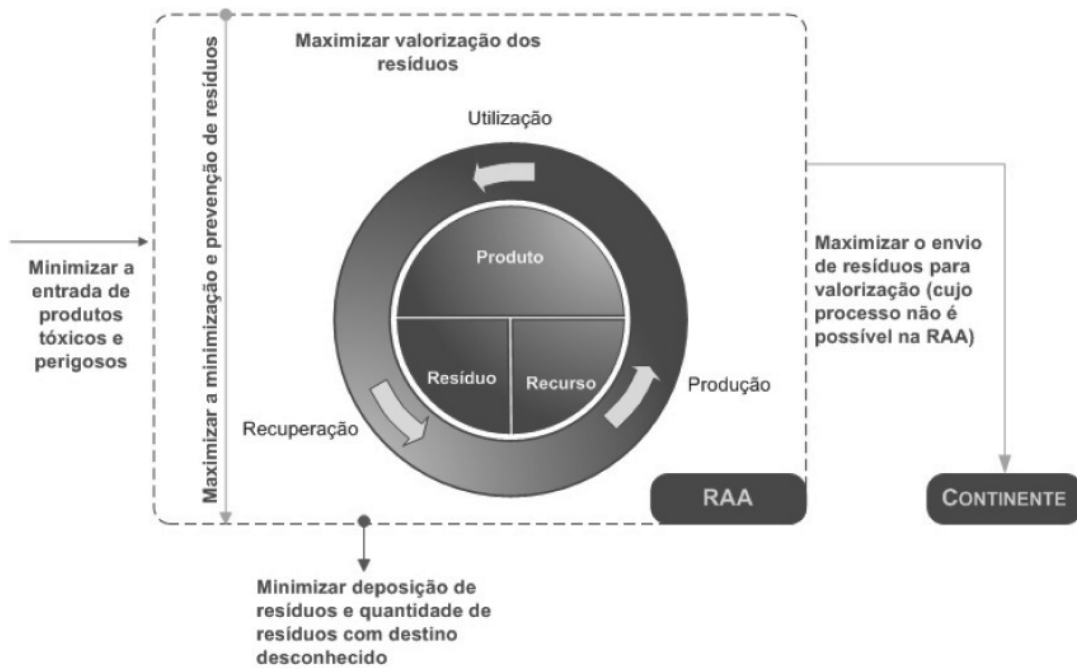 Maximizar valorização dos
resíduos
Maximizar a minimização e prevenção de resíduos
Utilização
Minimizar a
entrada de
produtos
tóxicos e
perigosos
Produto
Resíduo
Recurso
Maximizar o envio
de resíduos para
valorização (cujo
processo não é
possível na RAA)
Produção
Recuperação
RAA
CONTINENTE
Minimizar deposição de
resíduos e quantidade de
resíduos com destino
desconhecido